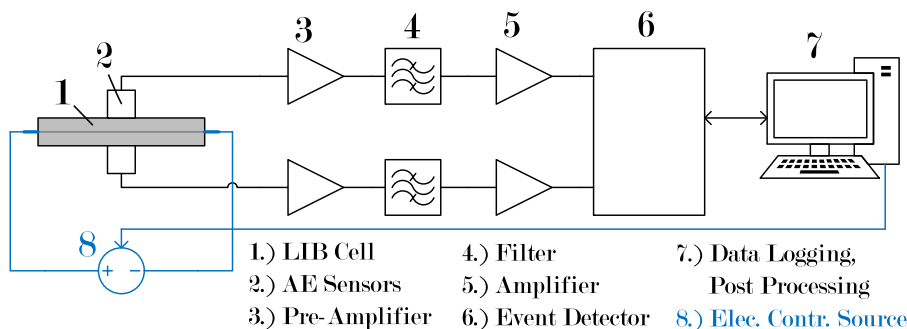 3 4 5 6 7
2
1
8
+ −
1.) LIB Cell
2.) AE Sensors
3.) Pre-Amplifier
4.) Filter
5.) Amplifier
6.) Event Detector
7.) Data Logging,
Post Processing
8.) Elec. Contr. Source